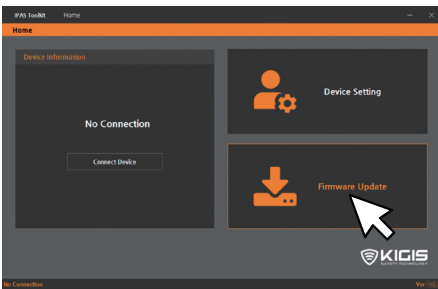 IPAS Toolkit Home
Home
Device Information
No Connection
Connect Device
Device Setting
Firmware Update
KIGIS
SAFETY TECHNOLOGY
No Connection
Ver